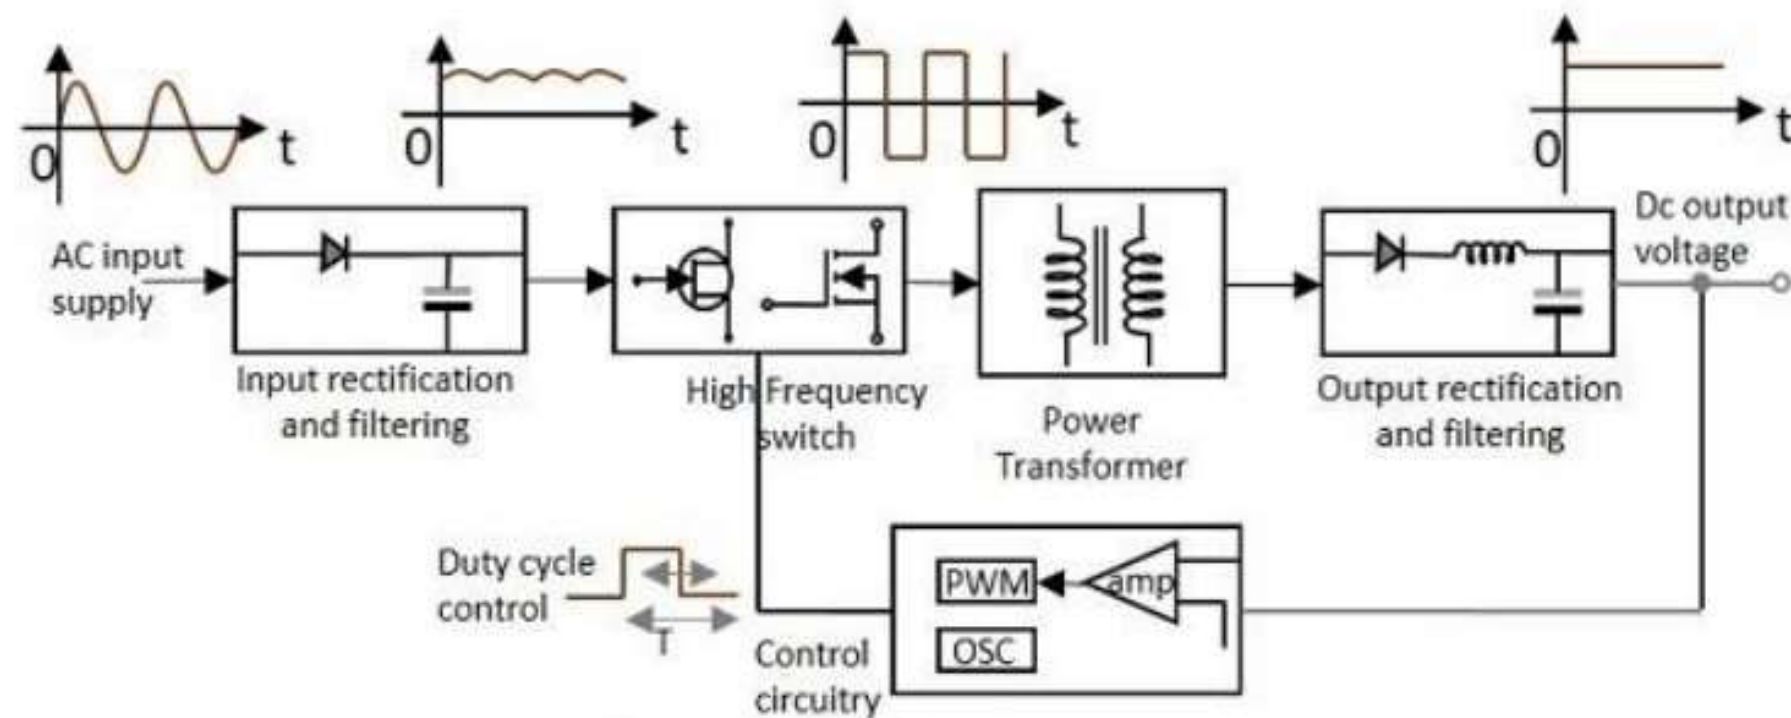 0
t
0
t
0
t
0
t
AC input
supply
Input rectification
and filtering
High Frequency
switch
Power
Transformer
Output rectification
and filtering
Dc output
voltage
Duty cycle
control
T
Control
circuitry
PWM
amp
OSC